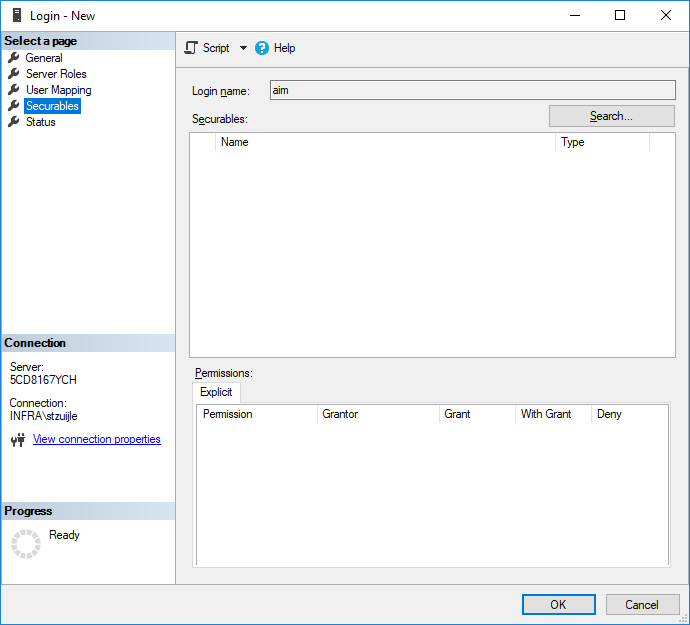 Login - New
Select a page
General
Server Roles
User Mapping
Securables
Status
Connection
Server:
5CD8167YCH
Connection:
INFRA\stzuijle
View connection properties
Progress
Ready
Script
Help
Login name:
aim
Securables:
Search...
Name Type
Permissions:
Explicit
Permission Grantor Grant With Grant Deny
OK
Cancel